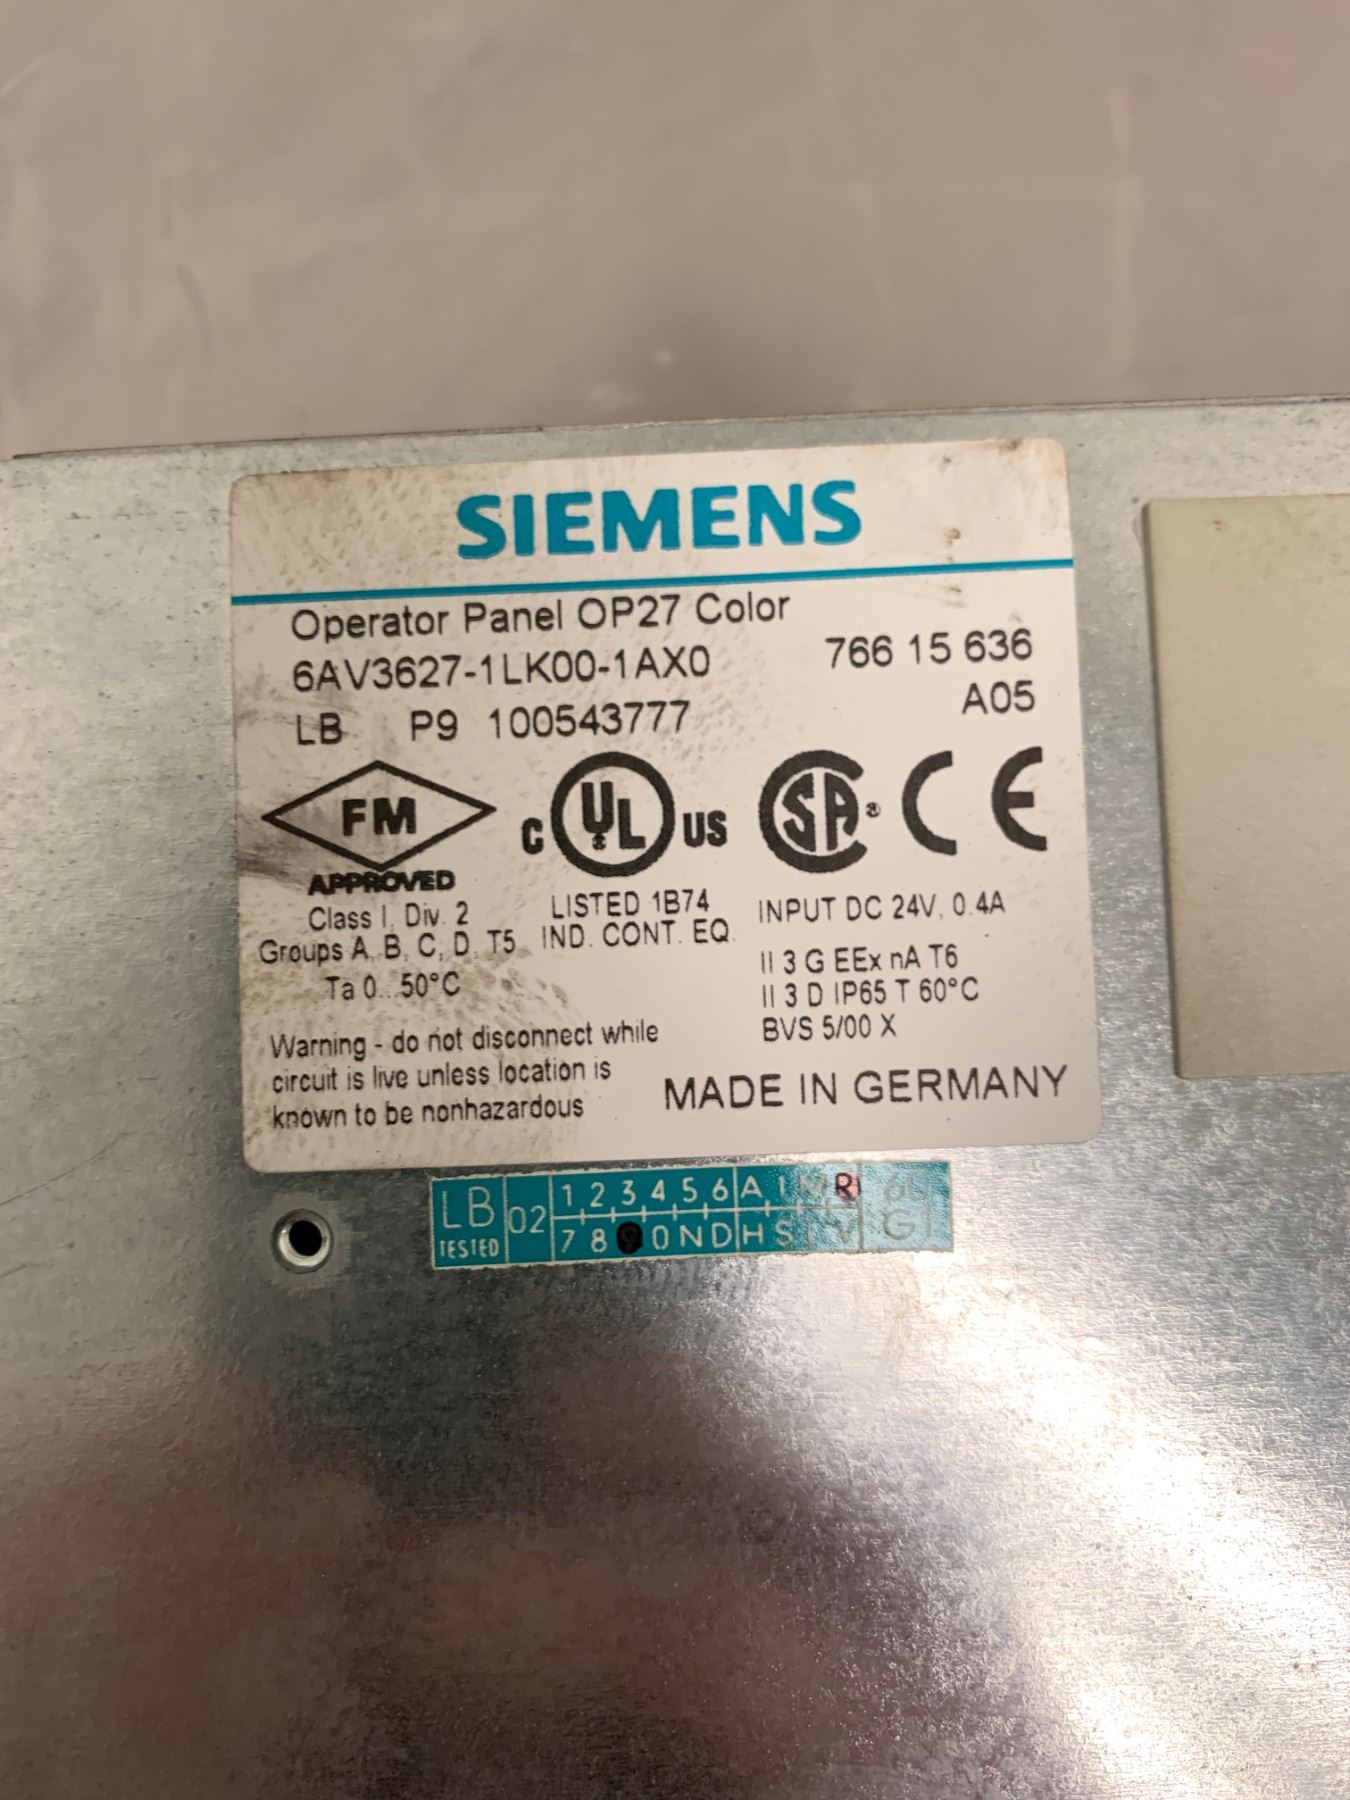 SIEMENS
Operator Panel OP27 Color
6AV3627-1LK00-1AX0 766 15 636
LB P9 100543777 A05
FM APPROVED
C UL US
SA CE
Class I, Div. 2
Groups A, B, C, D, T5
Ta 0...50°C
LISTED 1B74
IND. CONT. EQ.
INPUT DC 24V, 0.4A
II 3 G EEx nA T6
II 3 D IP65 T 60°C
BVS 5/00 X
Warning - do not disconnect while
circuit is live unless location is
known to be nonhazardous
MADE IN GERMANY
LB TESTED 02
1 2 3 4 5 6 A I M R
7 8 9 0 N D H S V
G1